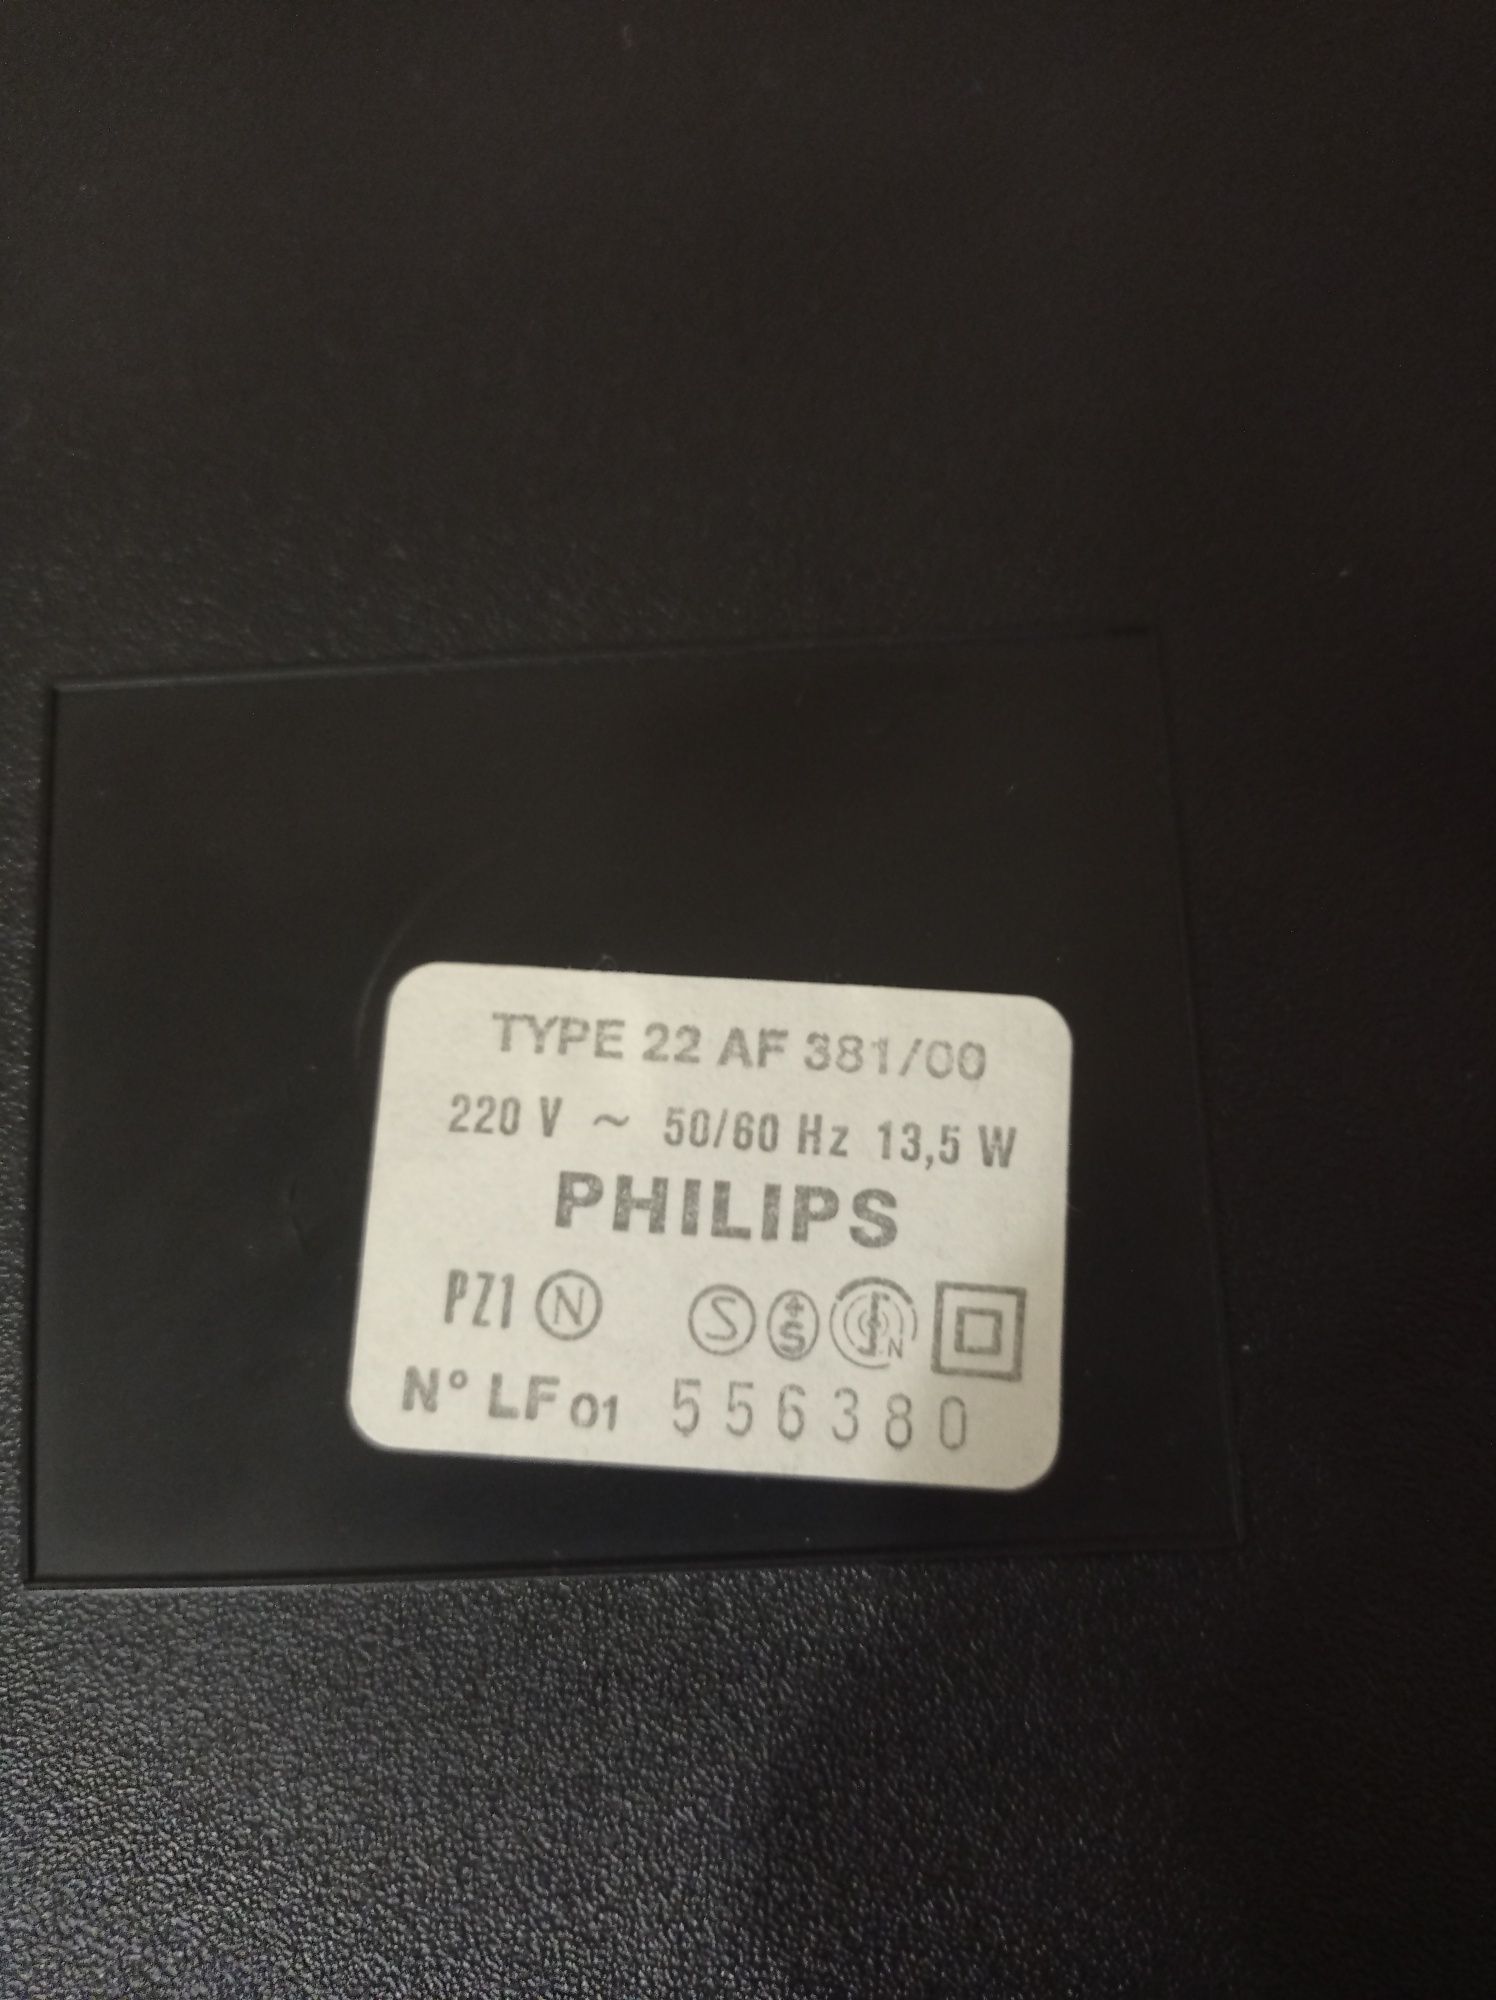 TYPE 22 AF 381/00
220 V ~ 50/60 Hz 13,5 W
PHILIPS
PZ1 N S +S N
N° LF 01 556380